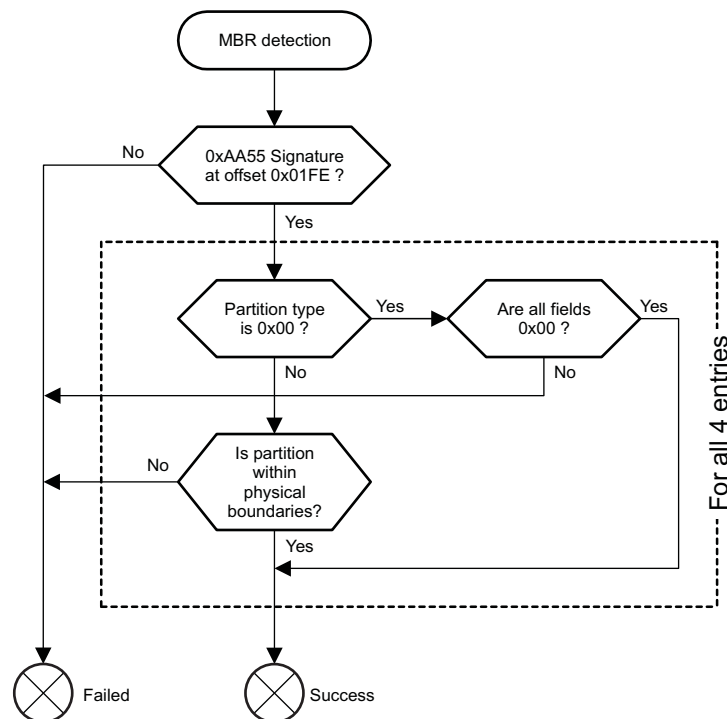 MBR detection
No
0xAA55 Signature
at offset 0x01FE ?
Yes
Partition type
is 0x00 ?
Yes
Are all fields
0x00 ?
Yes
No
No
For all 4 entries
No
Is partition
within
physical
boundaries?
Yes
Failed
Success